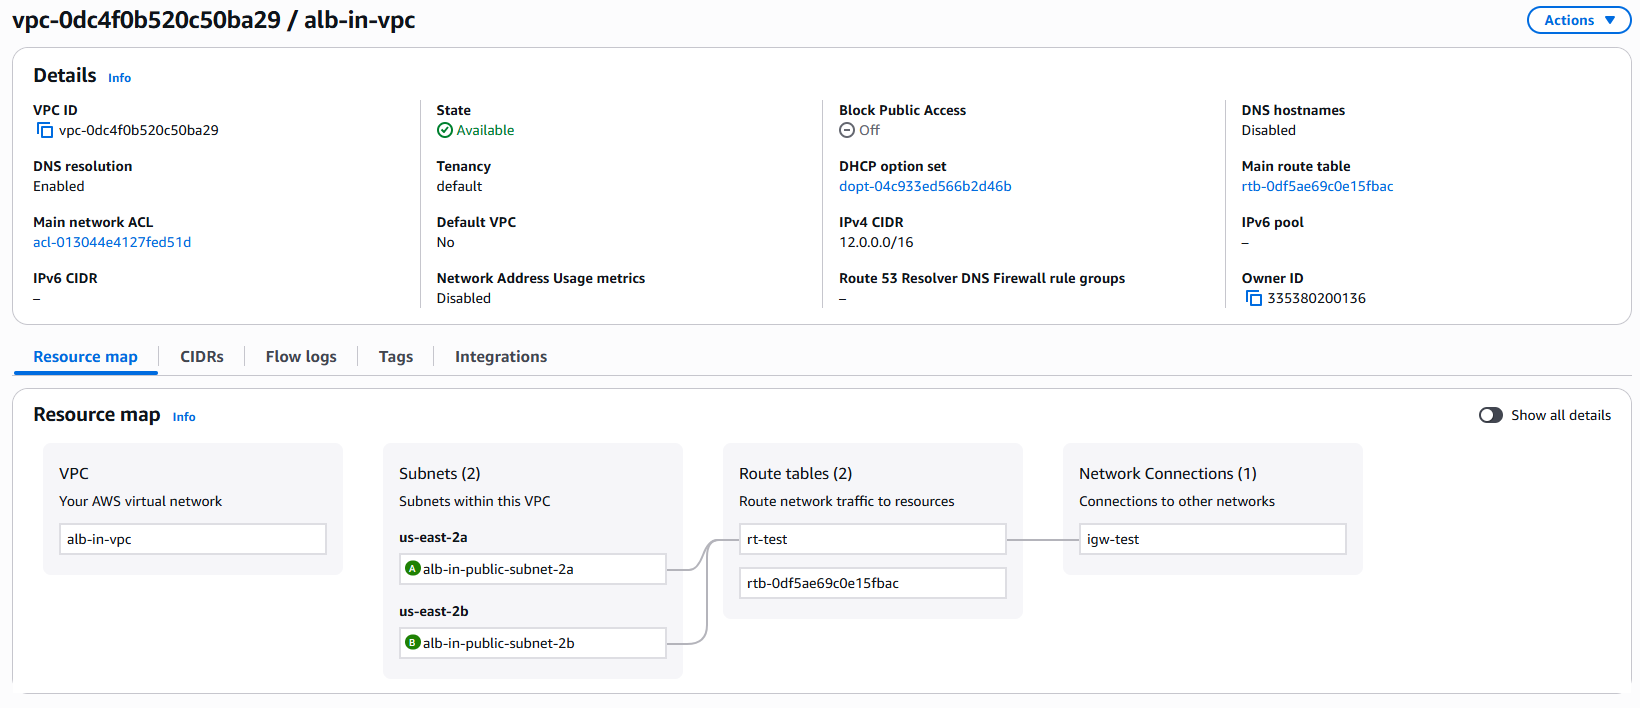 vpc-0dc4f0b520c50ba29 / alb-in-vpc
Actions
Details Info
VPC ID
vpc-0dc4f0b520c50ba29
State
Available
Block Public Access
Off
DNS hostnames
Disabled
DNS resolution
Enabled
Tenancy
default
DHCP option set
dopt-04c933ed566b2d46b
Main route table
rtb-0df5ae69c0e15fbac
Main network ACL
acl-013044e4127fed51d
Default VPC
No
IPv4 CIDR
12.0.0.0/16
IPv6 pool
–
IPv6 CIDR
–
Network Address Usage metrics
Disabled
Route 53 Resolver DNS Firewall rule groups
–
Owner ID
335380200136
Resource map
CIDRs
Flow logs
Tags
Integrations
Resource map Info
Show all details
VPC
Your AWS virtual network
alb-in-vpc
Subnets (2)
Subnets within this VPC
us-east-2a
A alb-in-public-subnet-2a
us-east-2b
B alb-in-public-subnet-2b
Route tables (2)
Route network traffic to resources
rt-test
rtb-0df5ae69c0e15fbac
Network Connections (1)
Connections to other networks
igw-test